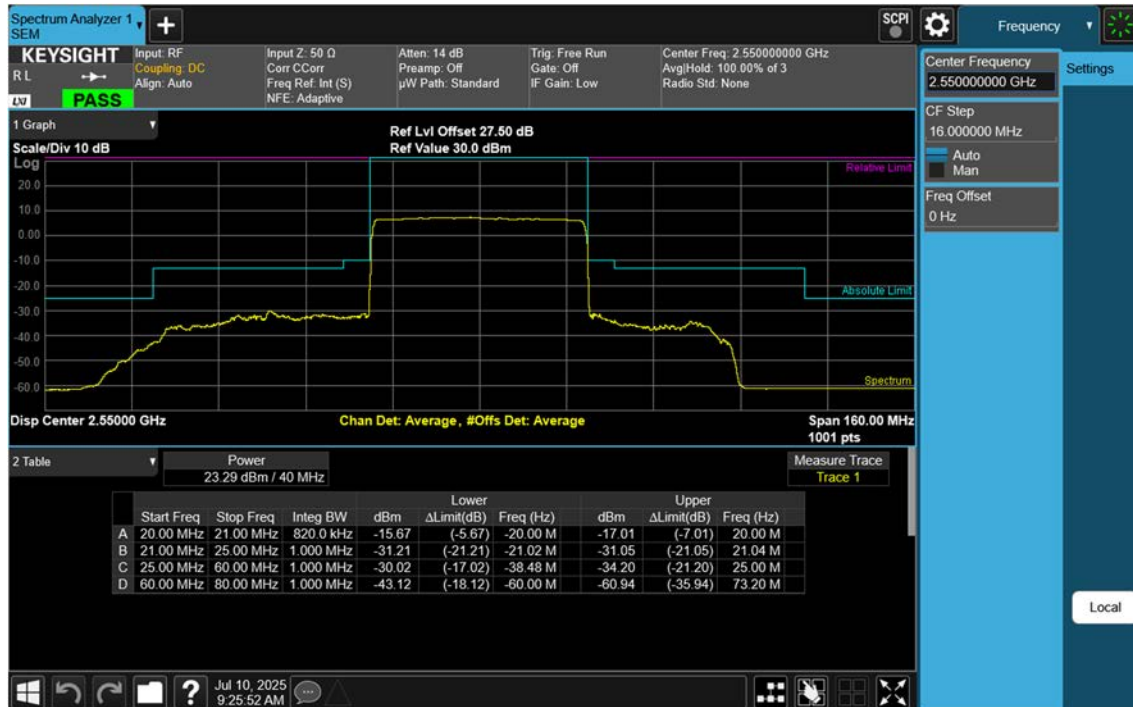 Spectrum Analyzer 1
SEM
SCPI
Frequency
KEYSIGHT
R L
LXI
PASS
Input: RF
Coupling: DC
Align: Auto
Input Z: 50 Ω
Corr CCorr
Freq Ref: Int (S)
NFE: Adaptive
Atten: 14 dB
Preamp: Off
µW Path: Standard
Trig: Free Run
Gate: Off
IF Gain: Low
Center Freq: 2.550000000 GHz
Avg|Hold: 100.00% of 3
Radio Std: None
Center Frequency
2.550000000 GHz
Settings
CF Step
16.000000 MHz
Auto
Man
Freq Offset
0 Hz
Local
1 Graph
Scale/Div 10 dB
Ref Lvl Offset 27.50 dB
Ref Value 30.0 dBm
Log
Relative Limit
20.0
10.0
0.00
-10.0
-20.0
Absolute Limit
-30.0
-40.0
-50.0
-60.0
Spectrum
Disp Center 2.55000 GHz
Chan Det: Average, #Offs Det: Average
Span 160.00 MHz
1001 pts
2 Table
Power
23.29 dBm / 40 MHz
Measure Trace
Trace 1
Lower Upper
Start Freq Stop Freq Integ BW dBm ΔLimit(dB) Freq (Hz) dBm ΔLimit(dB) Freq (Hz)
A 20.00 MHz 21.00 MHz 820.0 kHz -15.67 (-5.67) -20.00 M -17.01 (-7.01) 20.00 M
B 21.00 MHz 25.00 MHz 1.000 MHz -31.21 (-21.21) -21.02 M -31.05 (-21.05) 21.04 M
C 25.00 MHz 60.00 MHz 1.000 MHz -30.02 (-17.02) -38.48 M -34.20 (-21.20) 25.00 M
D 60.00 MHz 80.00 MHz 1.000 MHz -43.12 (-18.12) -60.00 M -60.94 (-35.94) 73.20 M
?
Jul 10, 2025
9:25:52 AM